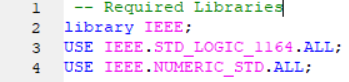 1 -- Required Libraries
2 library IEEE;
3 USE IEEE.STD_LOGIC_1164.ALL;
4 USE IEEE.NUMERIC_STD.ALL;